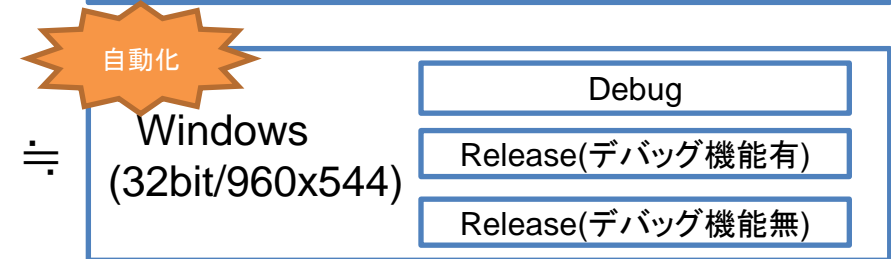 自動化
Debug
Windows
≒
(32bit/960x544)
Release(デバッグ機能有)
Release(デバッグ機能無)